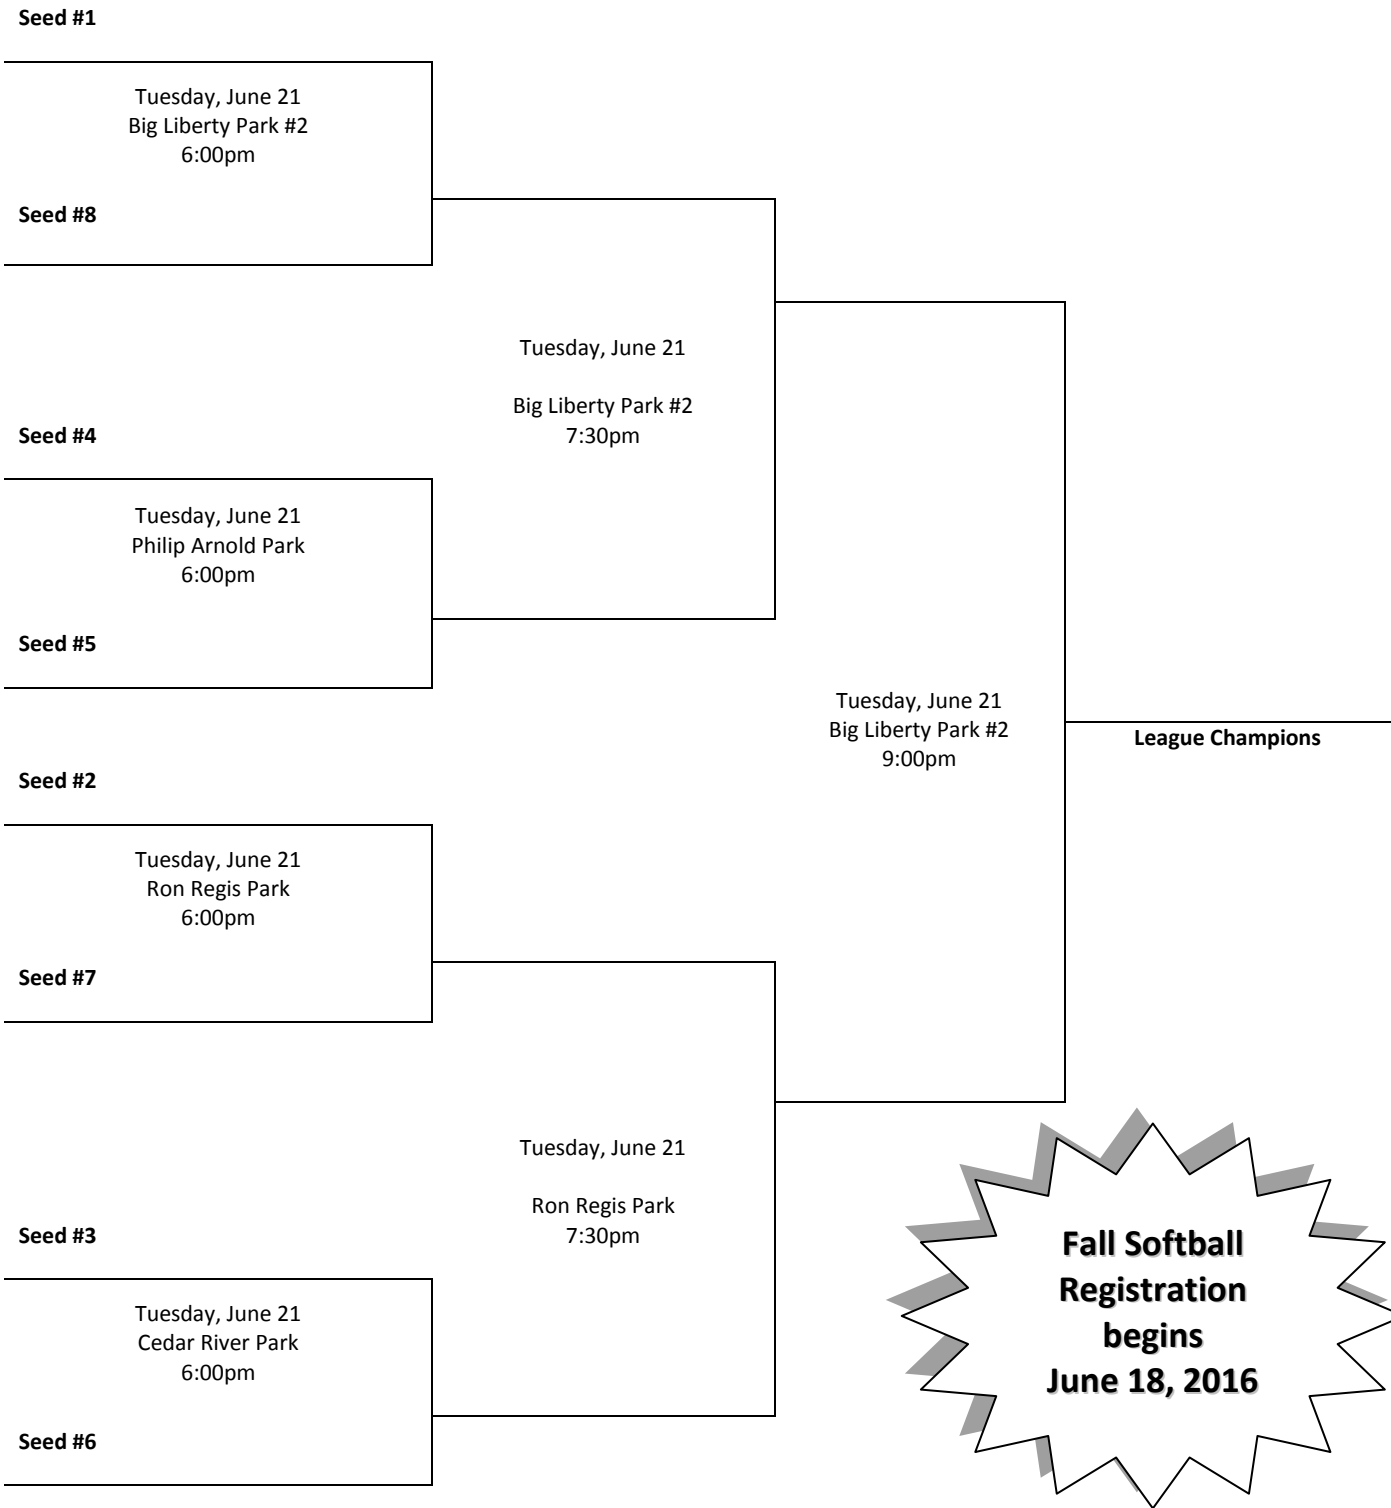 Seed #1
Tuesday, June 21
Big Liberty Park #2
6:00pm
Seed #8
Tuesday, June 21
Big Liberty Park #2
7:30pm
Seed #4
Tuesday, June 21
Philip Arnold Park
6:00pm
Seed #5
Tuesday, June 21
Big Liberty Park #2
9:00pm
League Champions
Seed #2
Tuesday, June 21
Ron Regis Park
6:00pm
Seed #7
Tuesday, June 21
Ron Regis Park
7:30pm
Seed #3
Tuesday, June 21
Cedar River Park
6:00pm
Seed #6
Fall Softball
Registration
begins
June 18, 2016